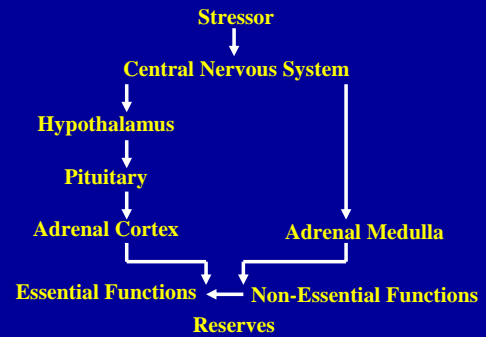 Stressor
Central Nervous System
Hypothalamus
Pituitary
Adrenal Cortex
Adrenal Medulla
Essential Functions
Non-Essential Functions
Reserves